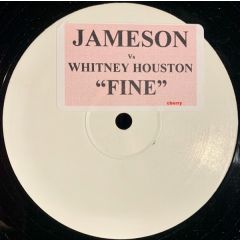 JAMESON
Vs
WHITNEY HOUSTON
“FINE”
cherry